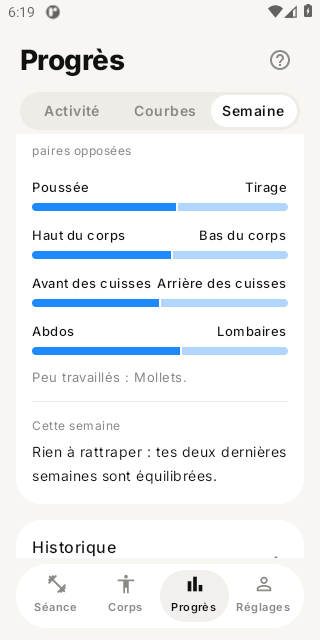 6:19
Progrès
Activité
Courbes
Semaine
paires opposées
Poussée
Tirage
Haut du corps
Bas du corps
Avant des cuisses
Arrière des cuisses
Abdos
Lombaires
Peu travaillés : Mollets.
Cette semaine
Rien à rattraper : tes deux dernières
semaines sont équilibrées.
Historique
Séance
Corps
Progrès
Réglages